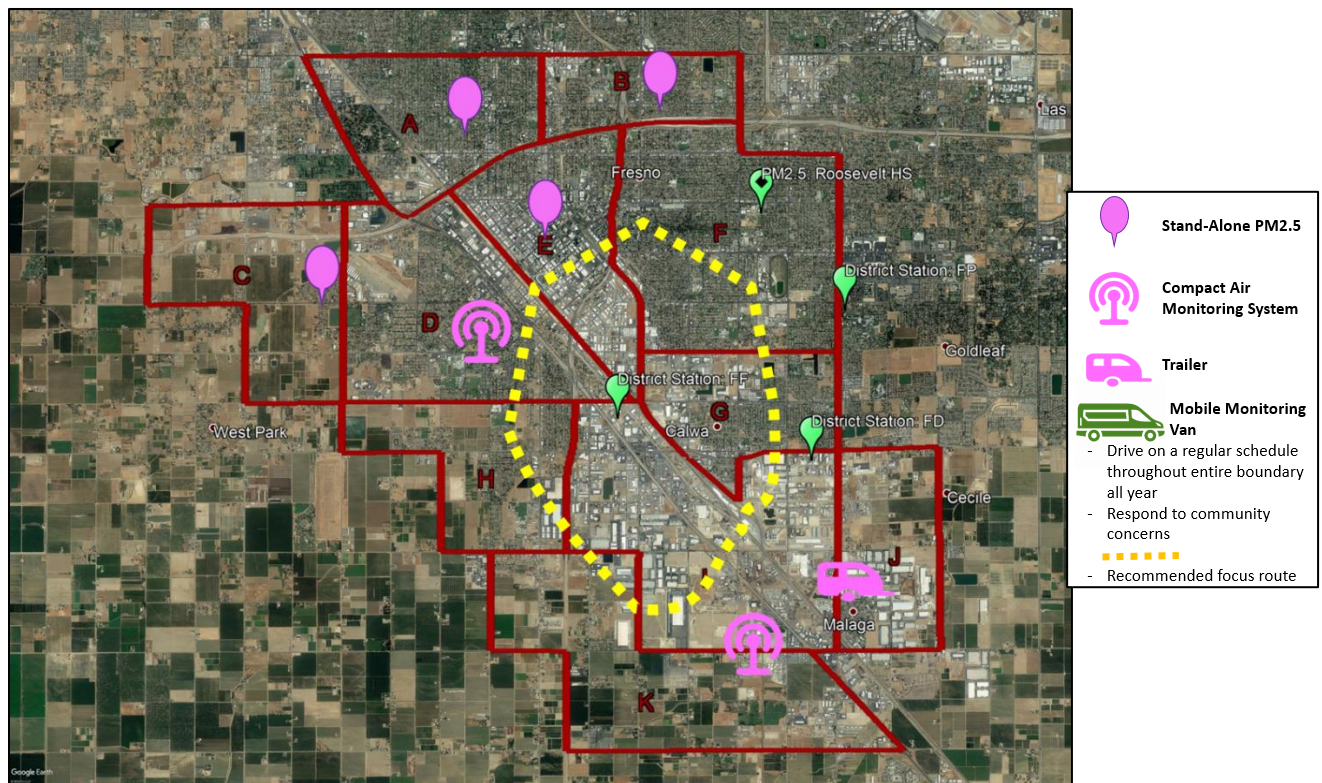 B
A
Las
Fresno
PM2.5: Roosevelt HS
F
E
C
District Station: FP
D
Goldleaf
District Station: FF
G
District Station: FD
Calwa
West Park
H
Cecile
J
I
Malaga
K
Google Earth
Stand-Alone PM2.5
Compact Air
Monitoring System
Trailer
Mobile Monitoring
Van
- Drive on a regular schedule
throughout entire boundary
all year
- Respond to community
concerns
- Recommended focus route